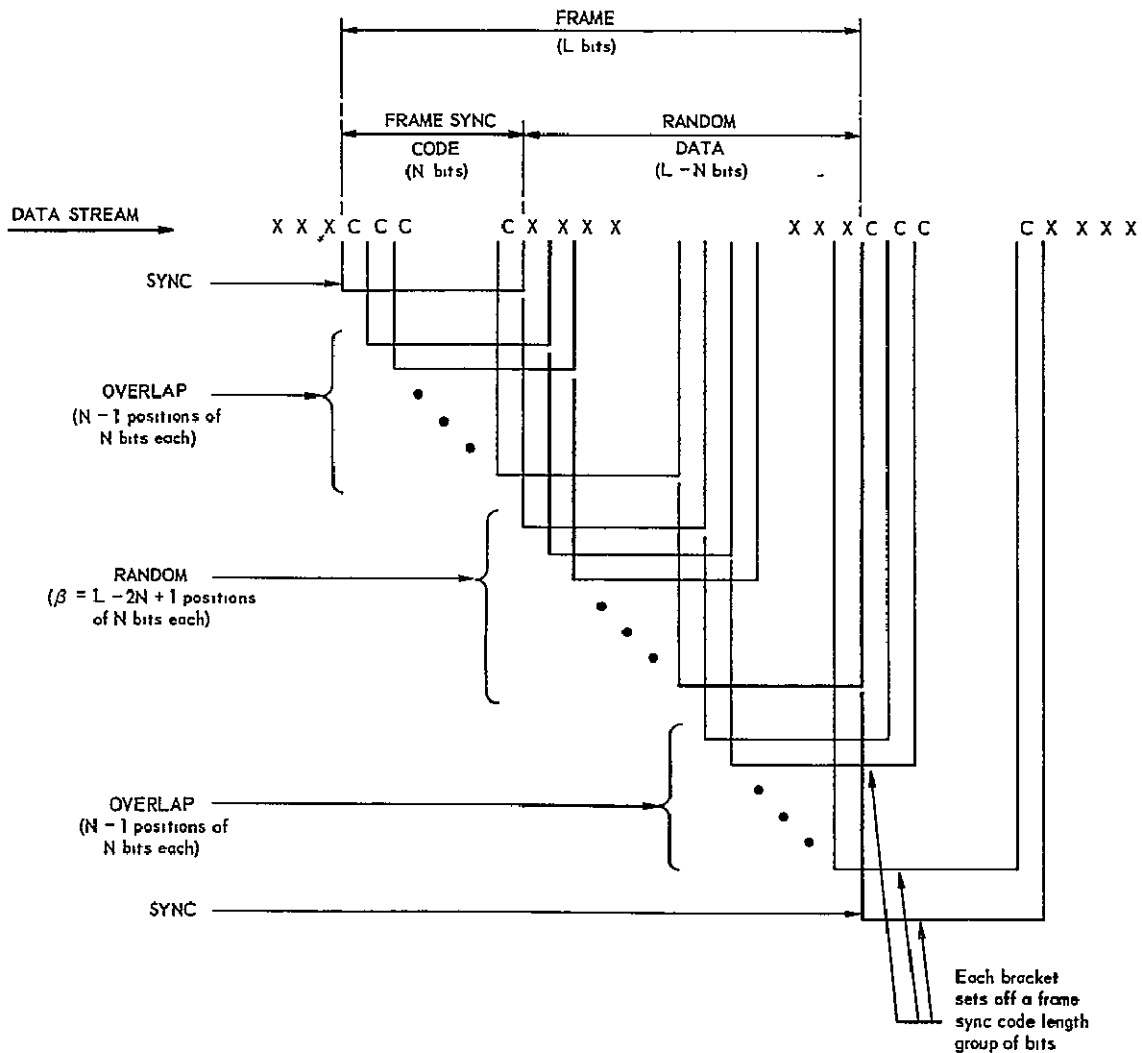 FRAME
(L bits)
FRAME SYNC
CODE
(N bits)
RANDOM
DATA
(L - N bits)
DATA STREAM
X X X C C C C X X X X X X X C C C C X X X X
SYNC
OVERLAP
(N - 1 positions of
N bits each)
RANDOM
(β = L - 2N + 1 positions
of N bits each)
OVERLAP
(N - 1 positions of
N bits each)
SYNC
Each bracket
sets off a frame
sync code length
group of bits